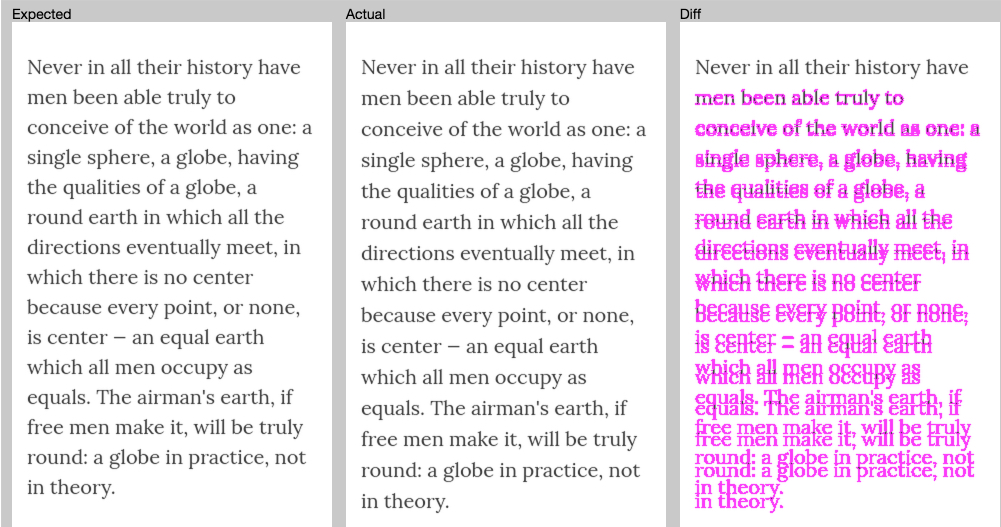 Expected
Never in all their history have
men been able truly to
conceive of the world as one: a
single sphere, a globe, having
the qualities of a globe, a
round earth in which all the
directions eventually meet, in
which there is no center
because every point, or none,
is center — an equal earth
which all men occupy as
equals. The airman's earth, if
free men make it, will be truly
round: a globe in practice, not
in theory.
Actual
Never in all their history have
men been able truly to
conceive of the world as one: a
single sphere, a globe, having
the qualities of a globe, a
round earth in which all the
directions eventually meet, in
which there is no center
because every point, or none,
is center — an equal earth
which all men occupy as
equals. The airman's earth, if
free men make it, will be truly
round: a globe in practice, not
in theory.
Diff
Never in all their history have
men been able truly to
conceive of the world as one: a
single sphere, a globe, having
the qualities of a globe, a
round earth in which all the
directions eventually meet, in
which there is no center
because every point, or none,
is center — an equal earth
which all men occupy as
equals. The airman's earth, if
free men make it, will be truly
round: a globe in practice, not
in theory.